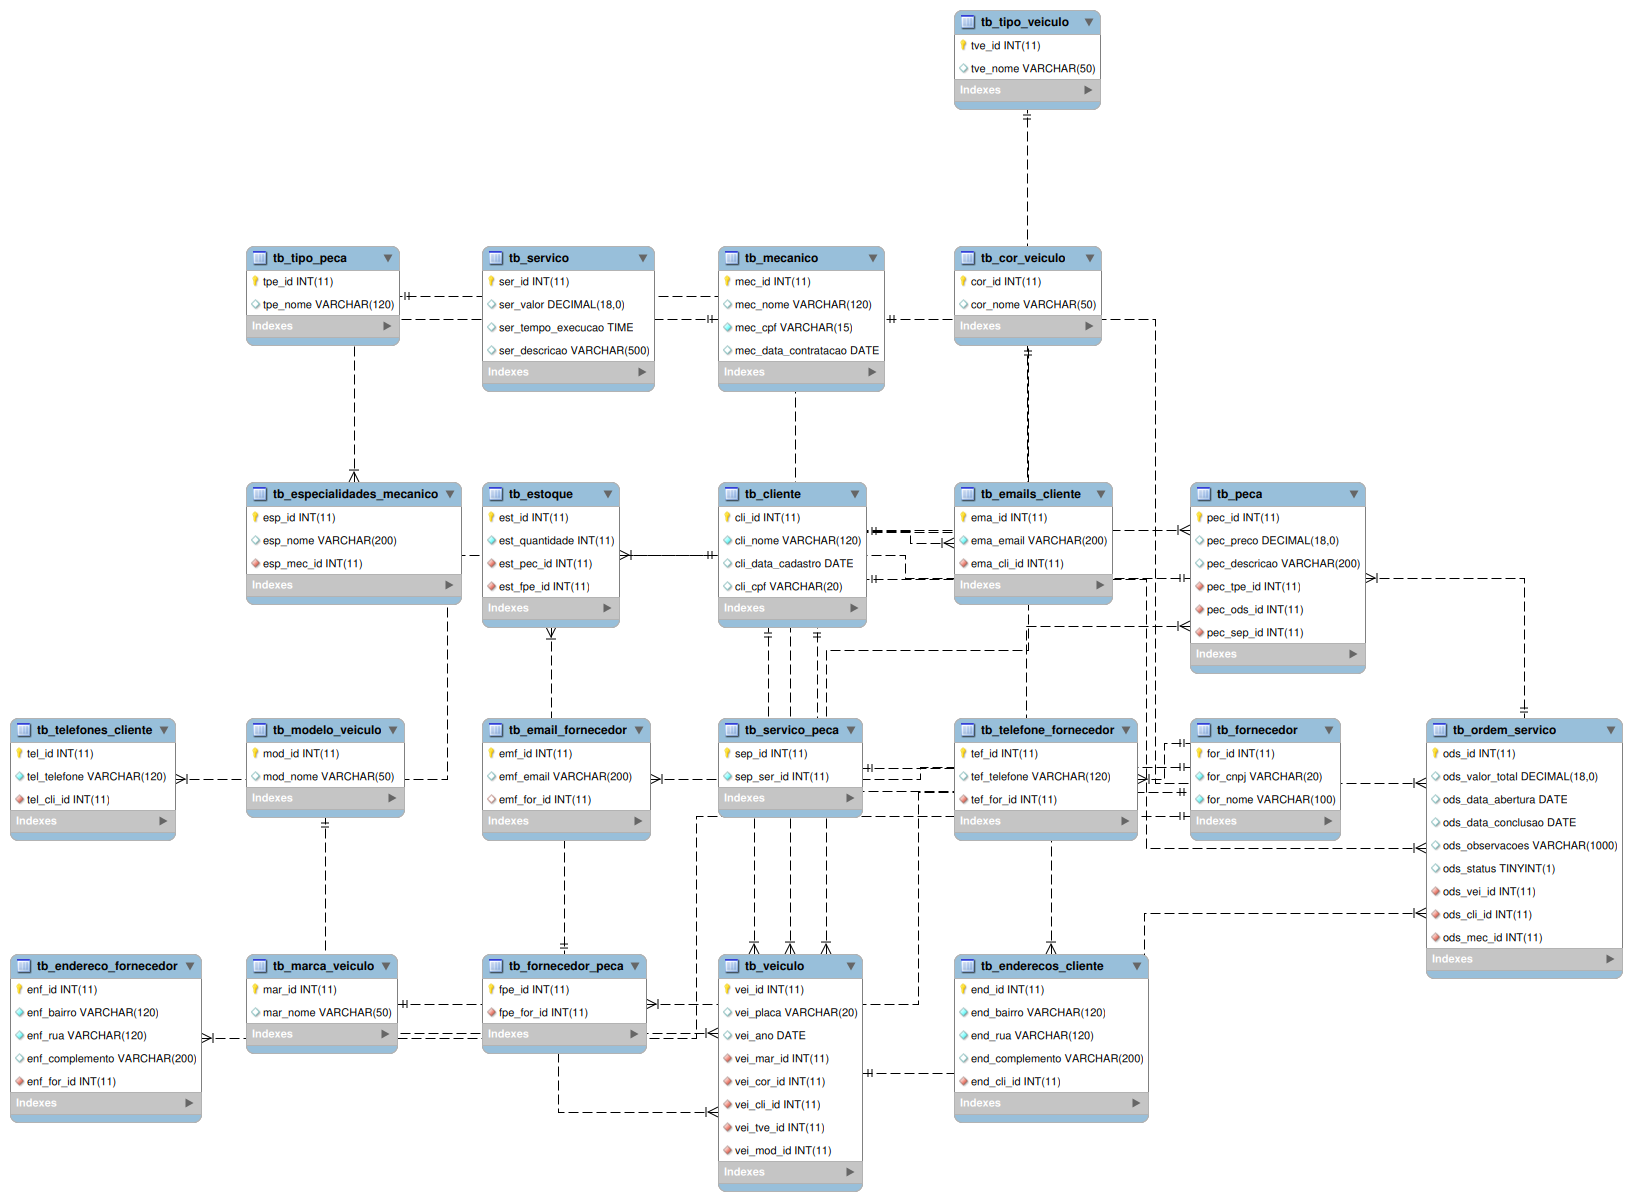 tb_tipo_veiculo
tve_id INT(11)
tve_nome VARCHAR(50)
Indexes
tb_tipo_peca
tpe_id INT(11)
tpe_nome VARCHAR(120)
Indexes
tb_servico
ser_id INT(11)
ser_valor DECIMAL(18,0)
ser_tempo_execucao TIME
ser_descricao VARCHAR(500)
Indexes
tb_mecanico
mec_id INT(11)
mec_nome VARCHAR(120)
mec_cpf VARCHAR(15)
mec_data_contratacao DATE
Indexes
tb_cor_veiculo
cor_id INT(11)
cor_nome VARCHAR(50)
Indexes
tb_especialidades_mecanico
esp_id INT(11)
esp_nome VARCHAR(200)
esp_mec_id INT(11)
Indexes
tb_estoque
est_id INT(11)
est_quantidade INT(11)
est_pec_id INT(11)
est_fpe_id INT(11)
Indexes
tb_cliente
cli_id INT(11)
cli_nome VARCHAR(120)
cli_data_cadastro DATE
cli_cpf VARCHAR(20)
Indexes
tb_emails_cliente
ema_id INT(11)
ema_email VARCHAR(200)
ema_cli_id INT(11)
Indexes
tb_peca
pec_id INT(11)
pec_preco DECIMAL(18,0)
pec_descricao VARCHAR(200)
pec_tpe_id INT(11)
pec_ods_id INT(11)
pec_sep_id INT(11)
Indexes
tb_telefones_cliente
tel_id INT(11)
tel_telefone VARCHAR(120)
tel_cli_id INT(11)
Indexes
tb_modelo_veiculo
mod_id INT(11)
mod_nome VARCHAR(50)
Indexes
tb_email_fornecedor
emf_id INT(11)
emf_email VARCHAR(200)
emf_for_id INT(11)
Indexes
tb_servico_peca
sep_id INT(11)
sep_ser_id INT(11)
Indexes
tb_telefone_fornecedor
tef_id INT(11)
tef_telefone VARCHAR(120)
tef_for_id INT(11)
Indexes
tb_fornecedor
for_id INT(11)
for_cnpj VARCHAR(20)
for_nome VARCHAR(100)
Indexes
tb_ordem_servico
ods_id INT(11)
ods_valor_total DECIMAL(18,0)
ods_data_abertura DATE
ods_data_conclusao DATE
ods_observacoes VARCHAR(1000)
ods_status TINYINT(1)
ods_vei_id INT(11)
ods_cli_id INT(11)
ods_mec_id INT(11)
Indexes
tb_endereco_fornecedor
enf_id INT(11)
enf_bairro VARCHAR(120)
enf_rua VARCHAR(120)
enf_complemento VARCHAR(200)
enf_for_id INT(11)
Indexes
tb_marca_veiculo
mar_id INT(11)
mar_nome VARCHAR(50)
Indexes
tb_fornecedor_peca
fpe_id INT(11)
fpe_for_id INT(11)
Indexes
tb_veiculo
vei_id INT(11)
vei_placa VARCHAR(20)
vei_ano DATE
vei_mar_id INT(11)
vei_cor_id INT(11)
vei_cli_id INT(11)
vei_tve_id INT(11)
vei_mod_id INT(11)
Indexes
tb_enderecos_cliente
end_id INT(11)
end_bairro VARCHAR(120)
end_rua VARCHAR(120)
end_complemento VARCHAR(200)
end_cli_id INT(11)
Indexes